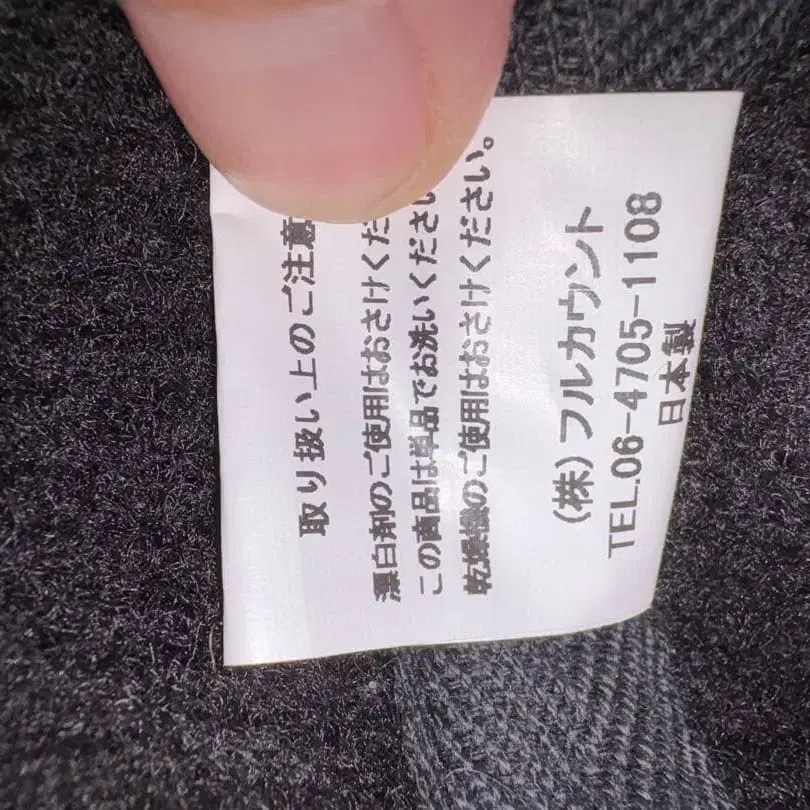 取り扱い上のご注意
漂白剤のご使用はおさけくだ
この商品は単品でお洗いください
乾燥機のご使用はおさけください。
(株)フルカウント
TEL.06-4705-1108
日本製